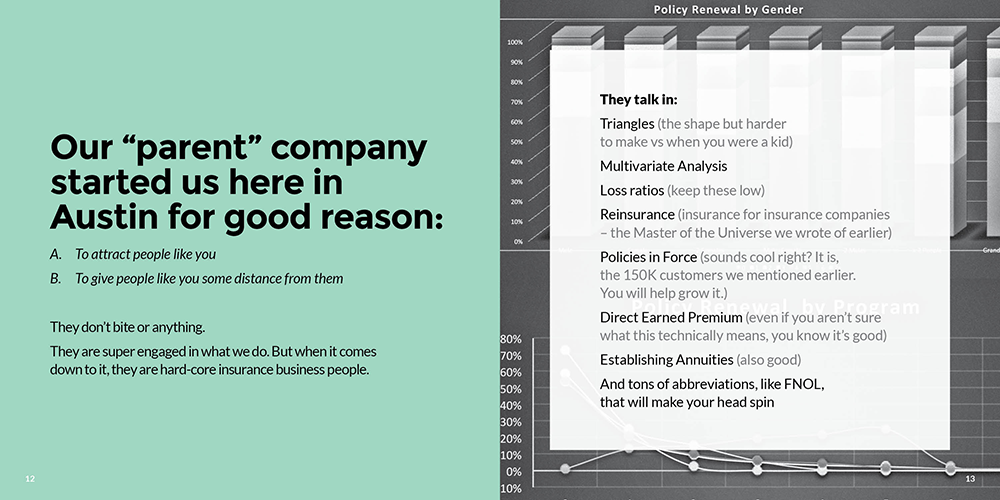 Our “parent” company
started us here in
Austin for good reason:
A. To attract people like you
B. To give people like you some distance from them
They don’t bite or anything.
They are super engaged in what we do. But when it comes
down to it, they are hard-core insurance business people.
12
Policy Renewal by Gender
100%
90%
80%
70%
60%
50%
40%
30%
20%
10%
0%
Grand
They talk in:
Triangles (the shape but harder
to make vs when you were a kid)
Multivariate Analysis
Loss ratios (keep these low)
Reinsurance (insurance for insurance companies
– the Master of the Universe we wrote of earlier)
Policies in Force (sounds cool right? It is,
the 150K customers we mentioned earlier.
You will help grow it.)
Direct Earned Premium (even if you aren’t sure
what this technically means, you know it’s good)
Establishing Annuities (also good)
And tons of abbreviations, like FNOL,
that will make your head spin
Policy Renewal by Program
80%
70%
60%
50%
40%
30%
20%
10%
0%
10%
13